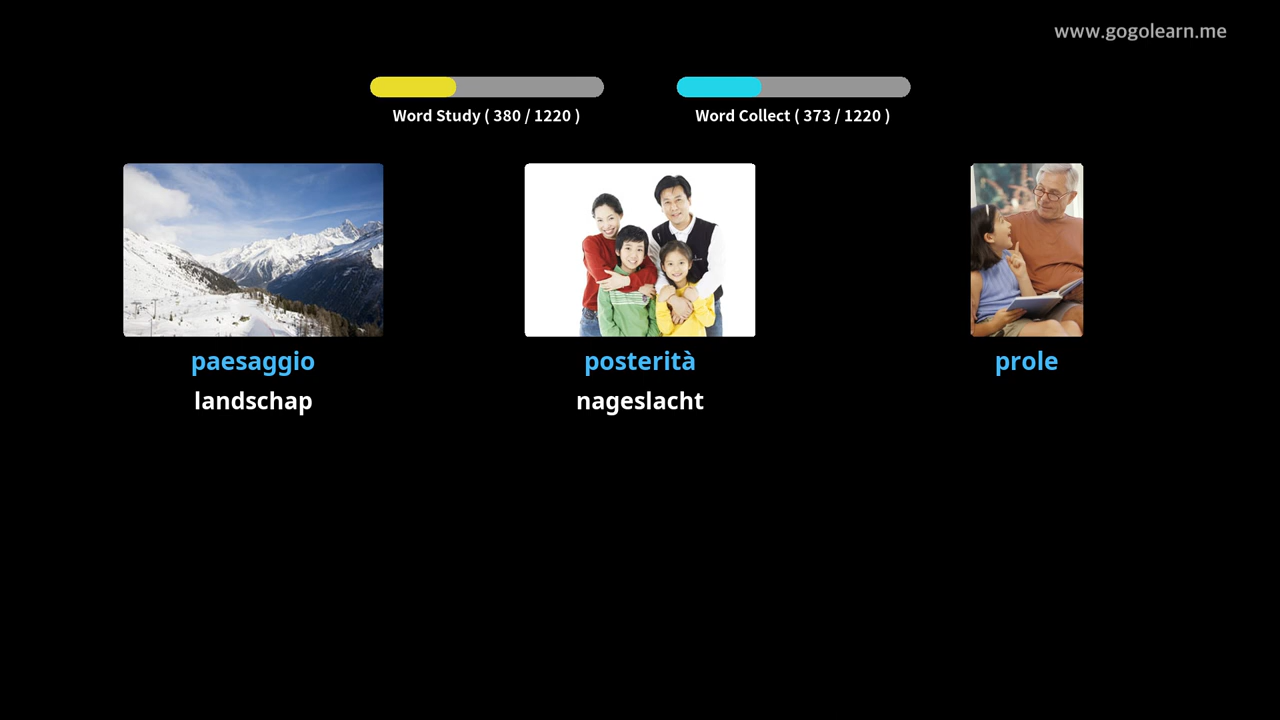 www.gogolearn.me
Word Study ( 380 / 1220 )
Word Collect ( 373 / 1220 )
paesaggio
posterità
prole
landschap
nageslacht